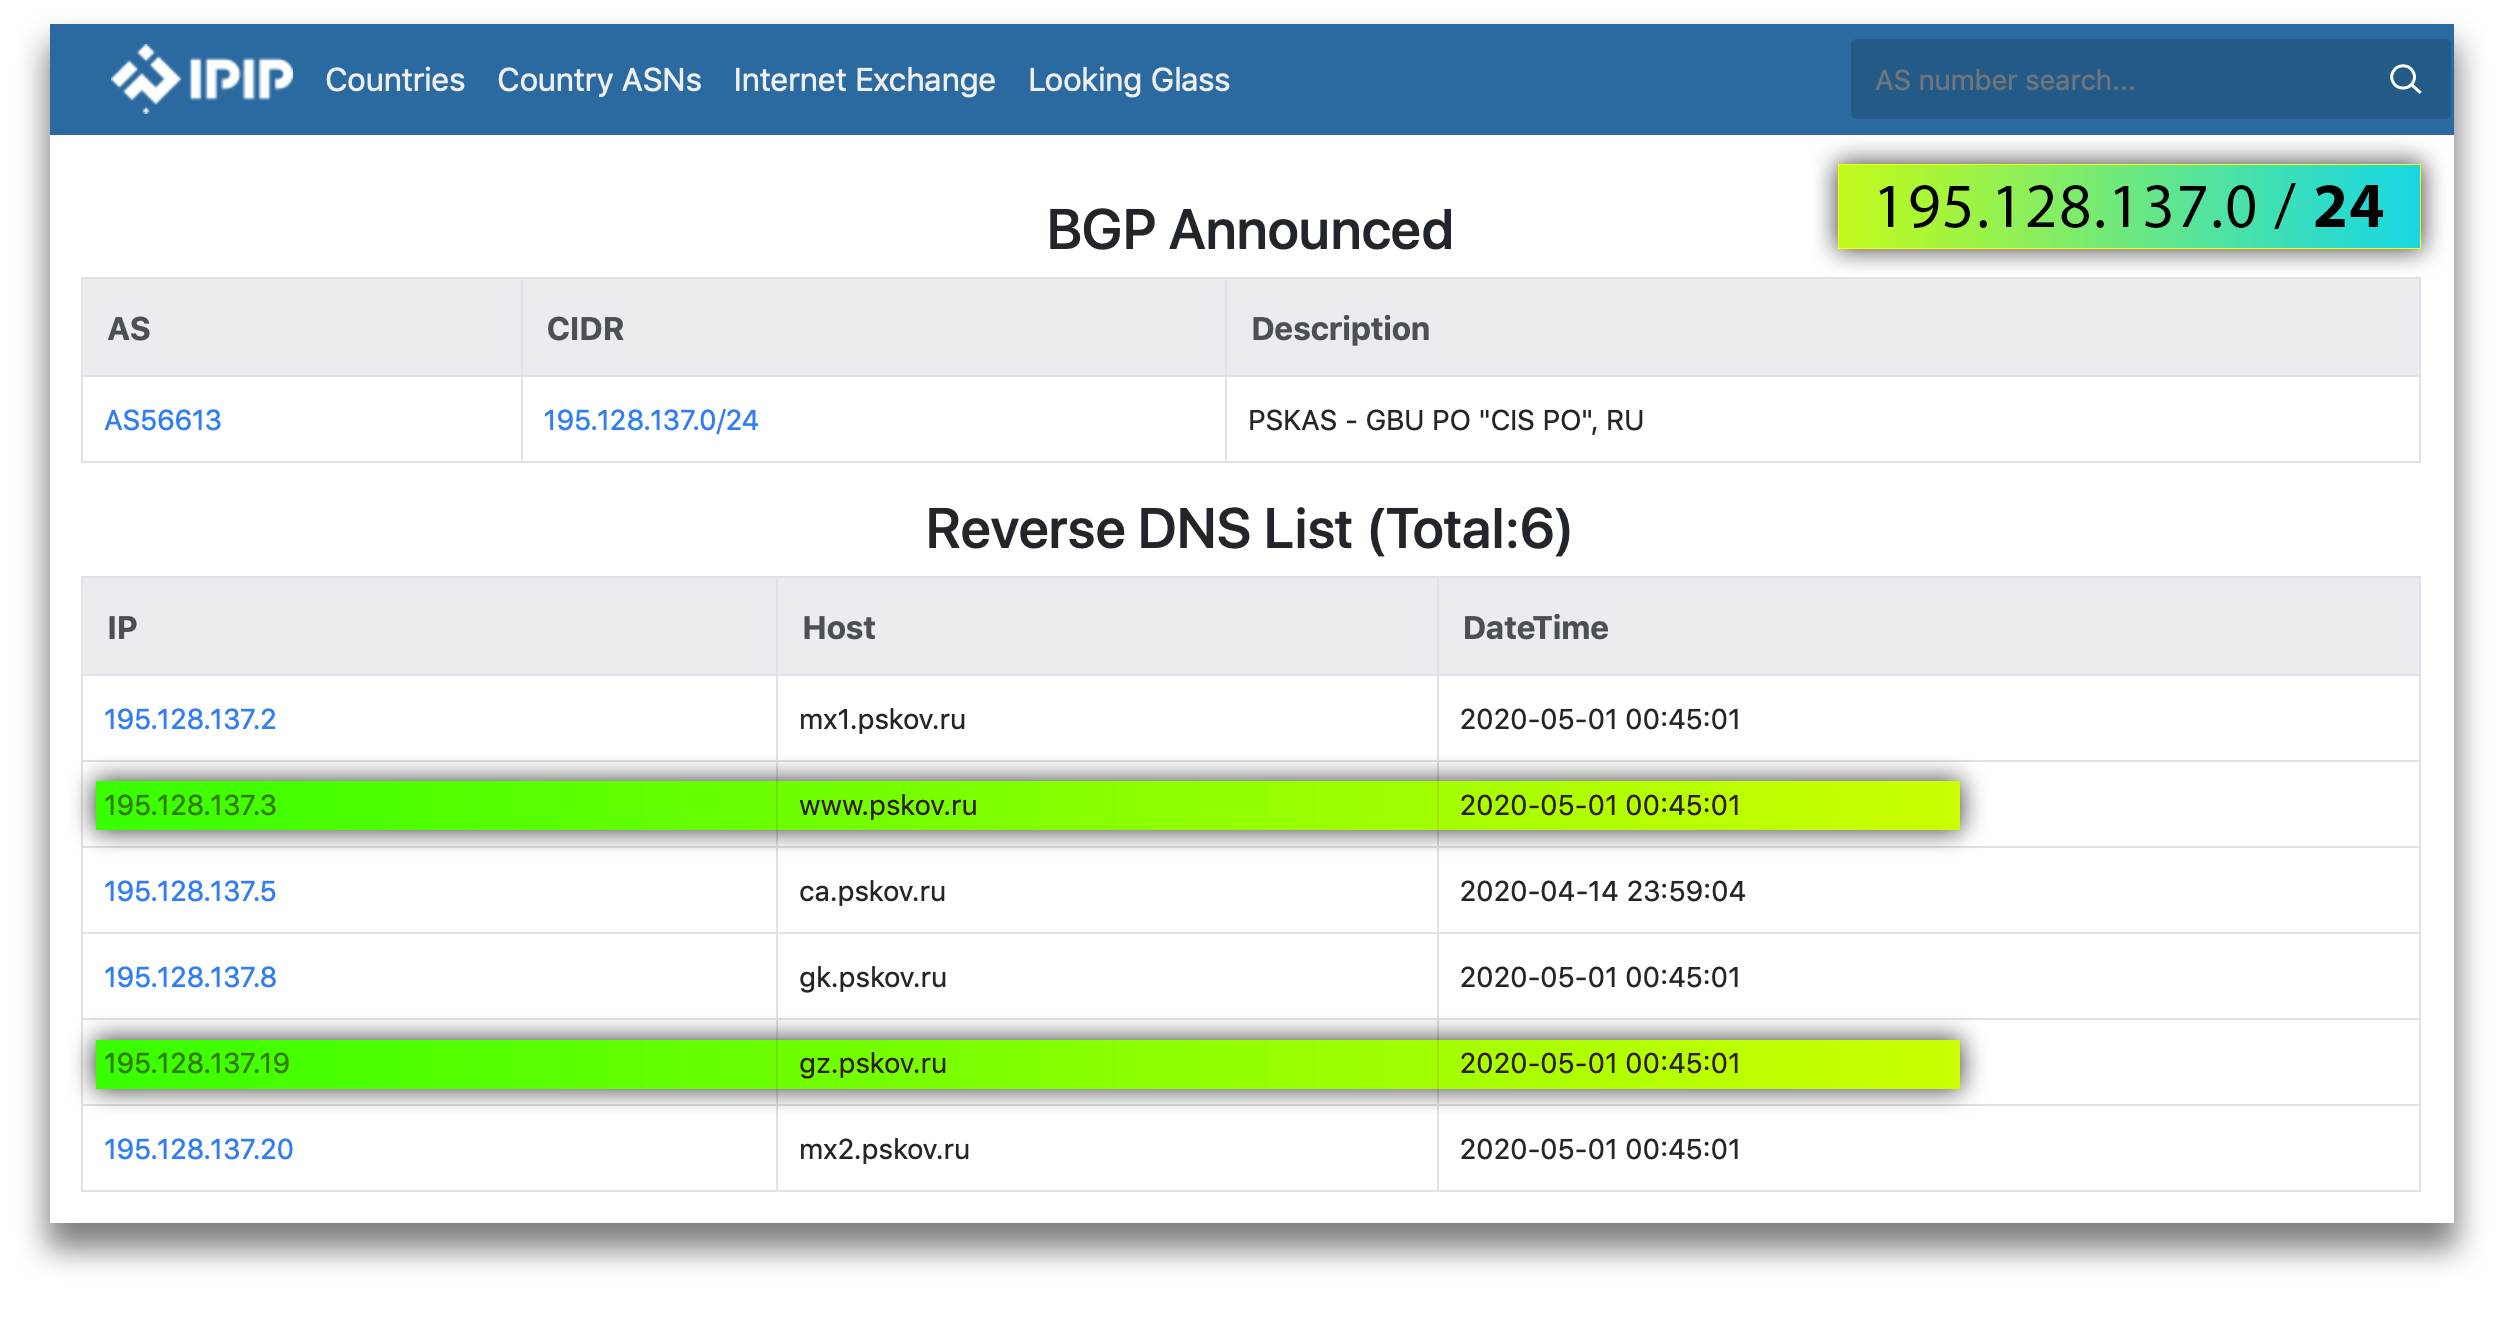 IPIP Countries Country ASNs Internet Exchange Looking Glass AS number search...
195.128.137.0 / 24
BGP Announced
AS CIDR Description
AS56613 195.128.137.0/24 PSKAS - GBU PO "CIS PO", RU
Reverse DNS List (Total:6)
IP Host DateTime
195.128.137.2 mx1.pskov.ru 2020-05-01 00:45:01
195.128.137.3 www.pskov.ru 2020-05-01 00:45:01
195.128.137.5 ca.pskov.ru 2020-04-14 23:59:04
195.128.137.8 gk.pskov.ru 2020-05-01 00:45:01
195.128.137.19 gz.pskov.ru 2020-05-01 00:45:01
195.128.137.20 mx2.pskov.ru 2020-05-01 00:45:01